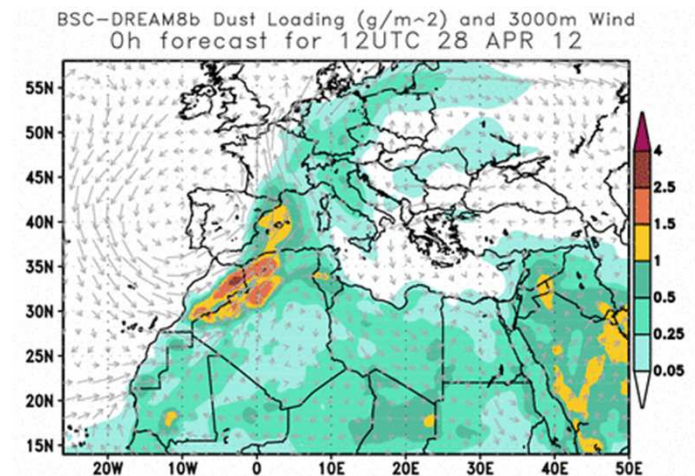 BSC-DREAM8b Dust Loading (g/m^2) and 3000m Wind
0h forecast for 12UTC 28 APR 12
55N
50N
45N
40N
35N
30N
25N
20N
15N
20W 10W 0 10E 20E 30E 40E 50E
4
2.5
1.5
1
0.5
0.25
0.05